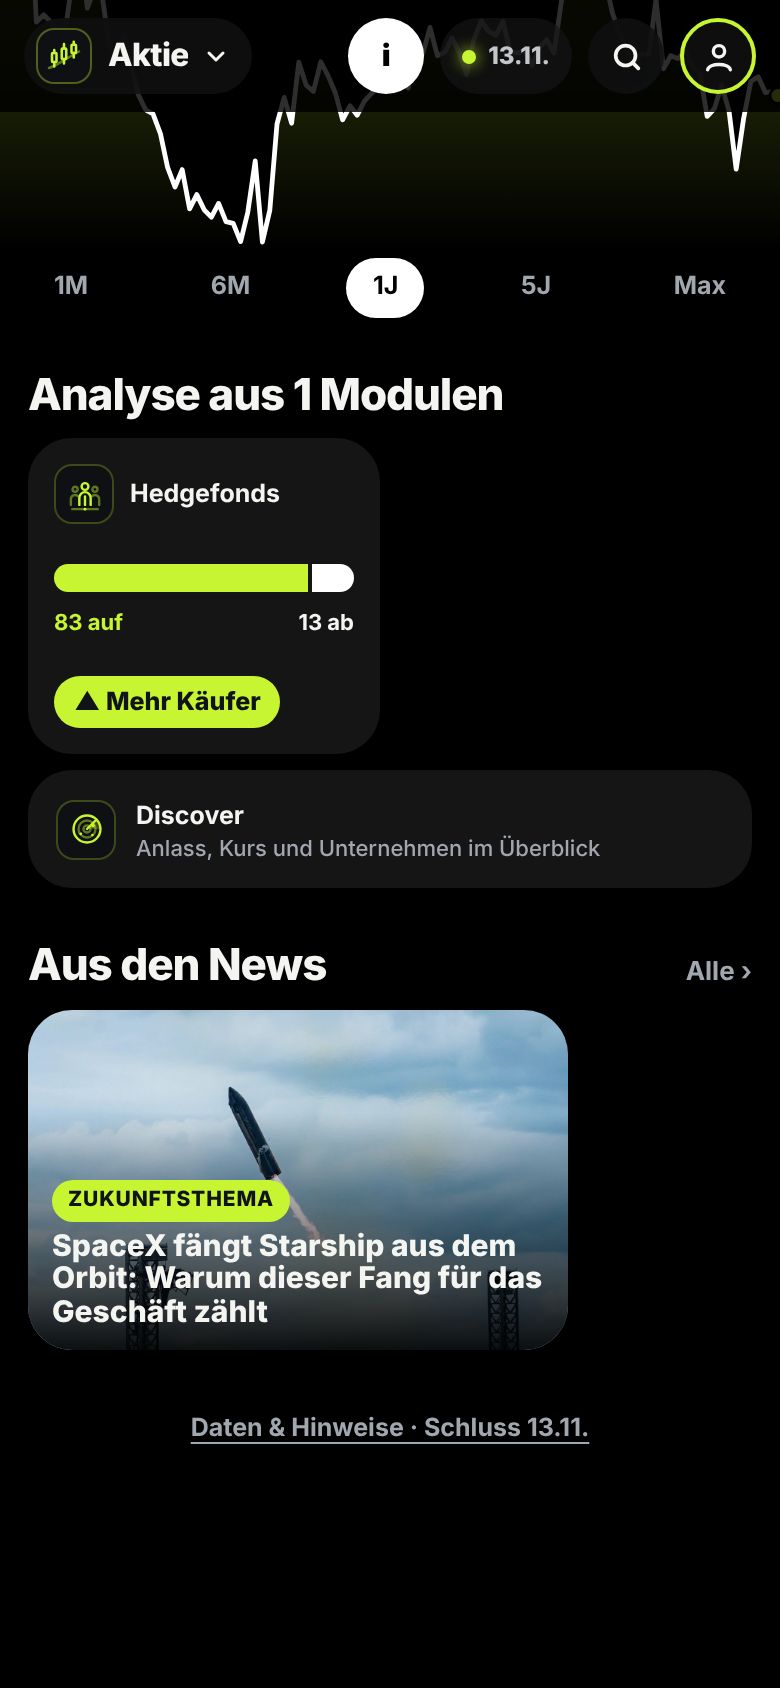 Aktie
i
13.11.
1M
6M
1J
5J
Max
Analyse aus 1 Modulen
Hedgefonds
83 auf
13 ab
▲ Mehr Käufer
Discover
Anlass, Kurs und Unternehmen im Überblick
Aus den News
Alle ›
ZUKUNFTSTHEMA
SpaceX fängt Starship aus dem
Orbit: Warum dieser Fang für das
Geschäft zählt
Daten & Hinweise · Schluss 13.11.